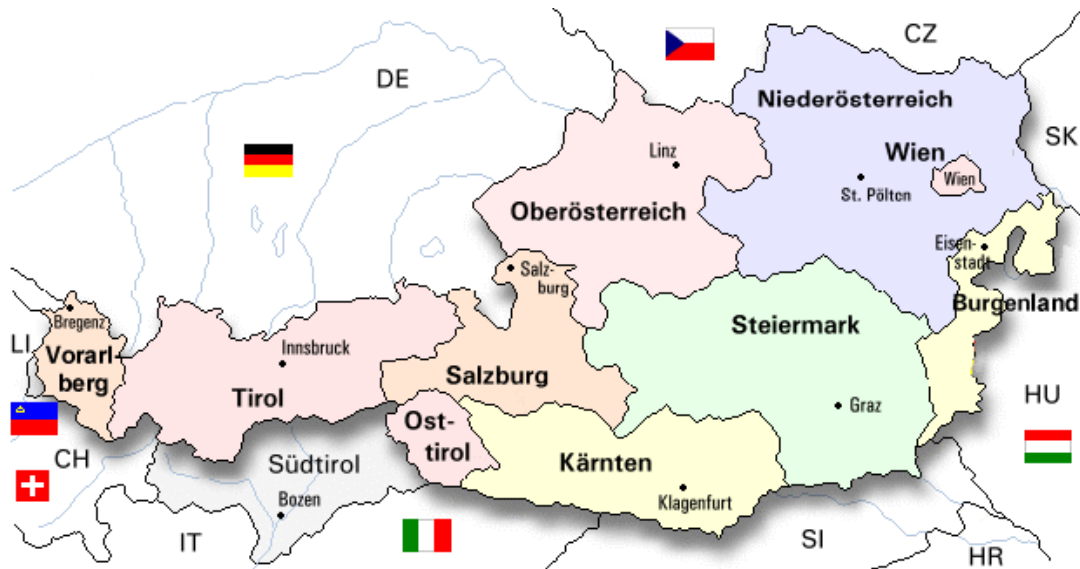 CZ
DE
Niederösterreich
SK
Linz
Wien
Wien
St. Pölten
Oberösterreich
Eisen-
stadt
Salz-
burg
Burgenland
Bregenz
Steiermark
LI
Innsbruck
Vorarl-
berg
Salzburg
Tirol
HU
Graz
Ost-
tirol
CH
Südtirol
Kärnten
Bozen
Klagenfurt
IT
SI
HR